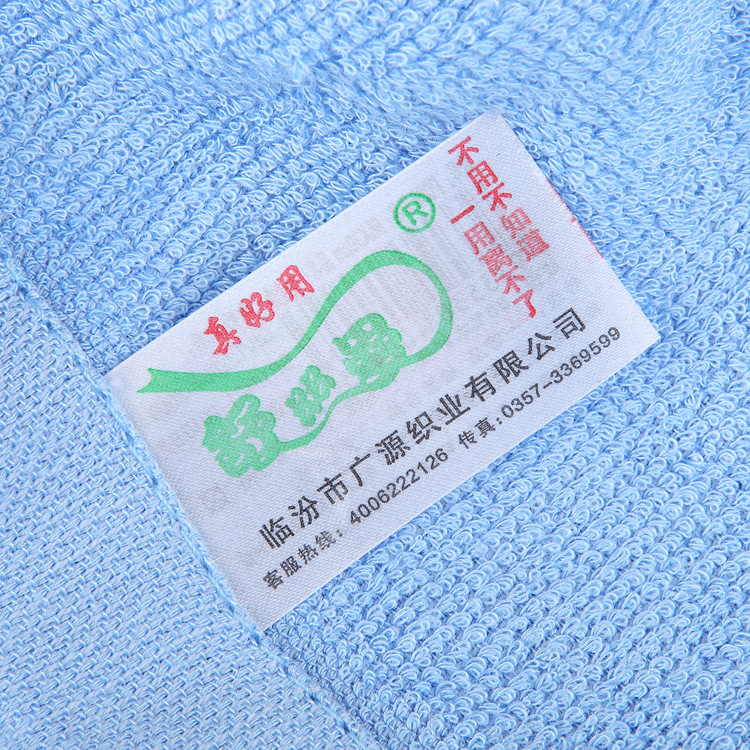 真好用
®
不用不知道
一用离不了
临汾市广源织业有限公司
客服热线: 4006222126 传真: 0357-3369599